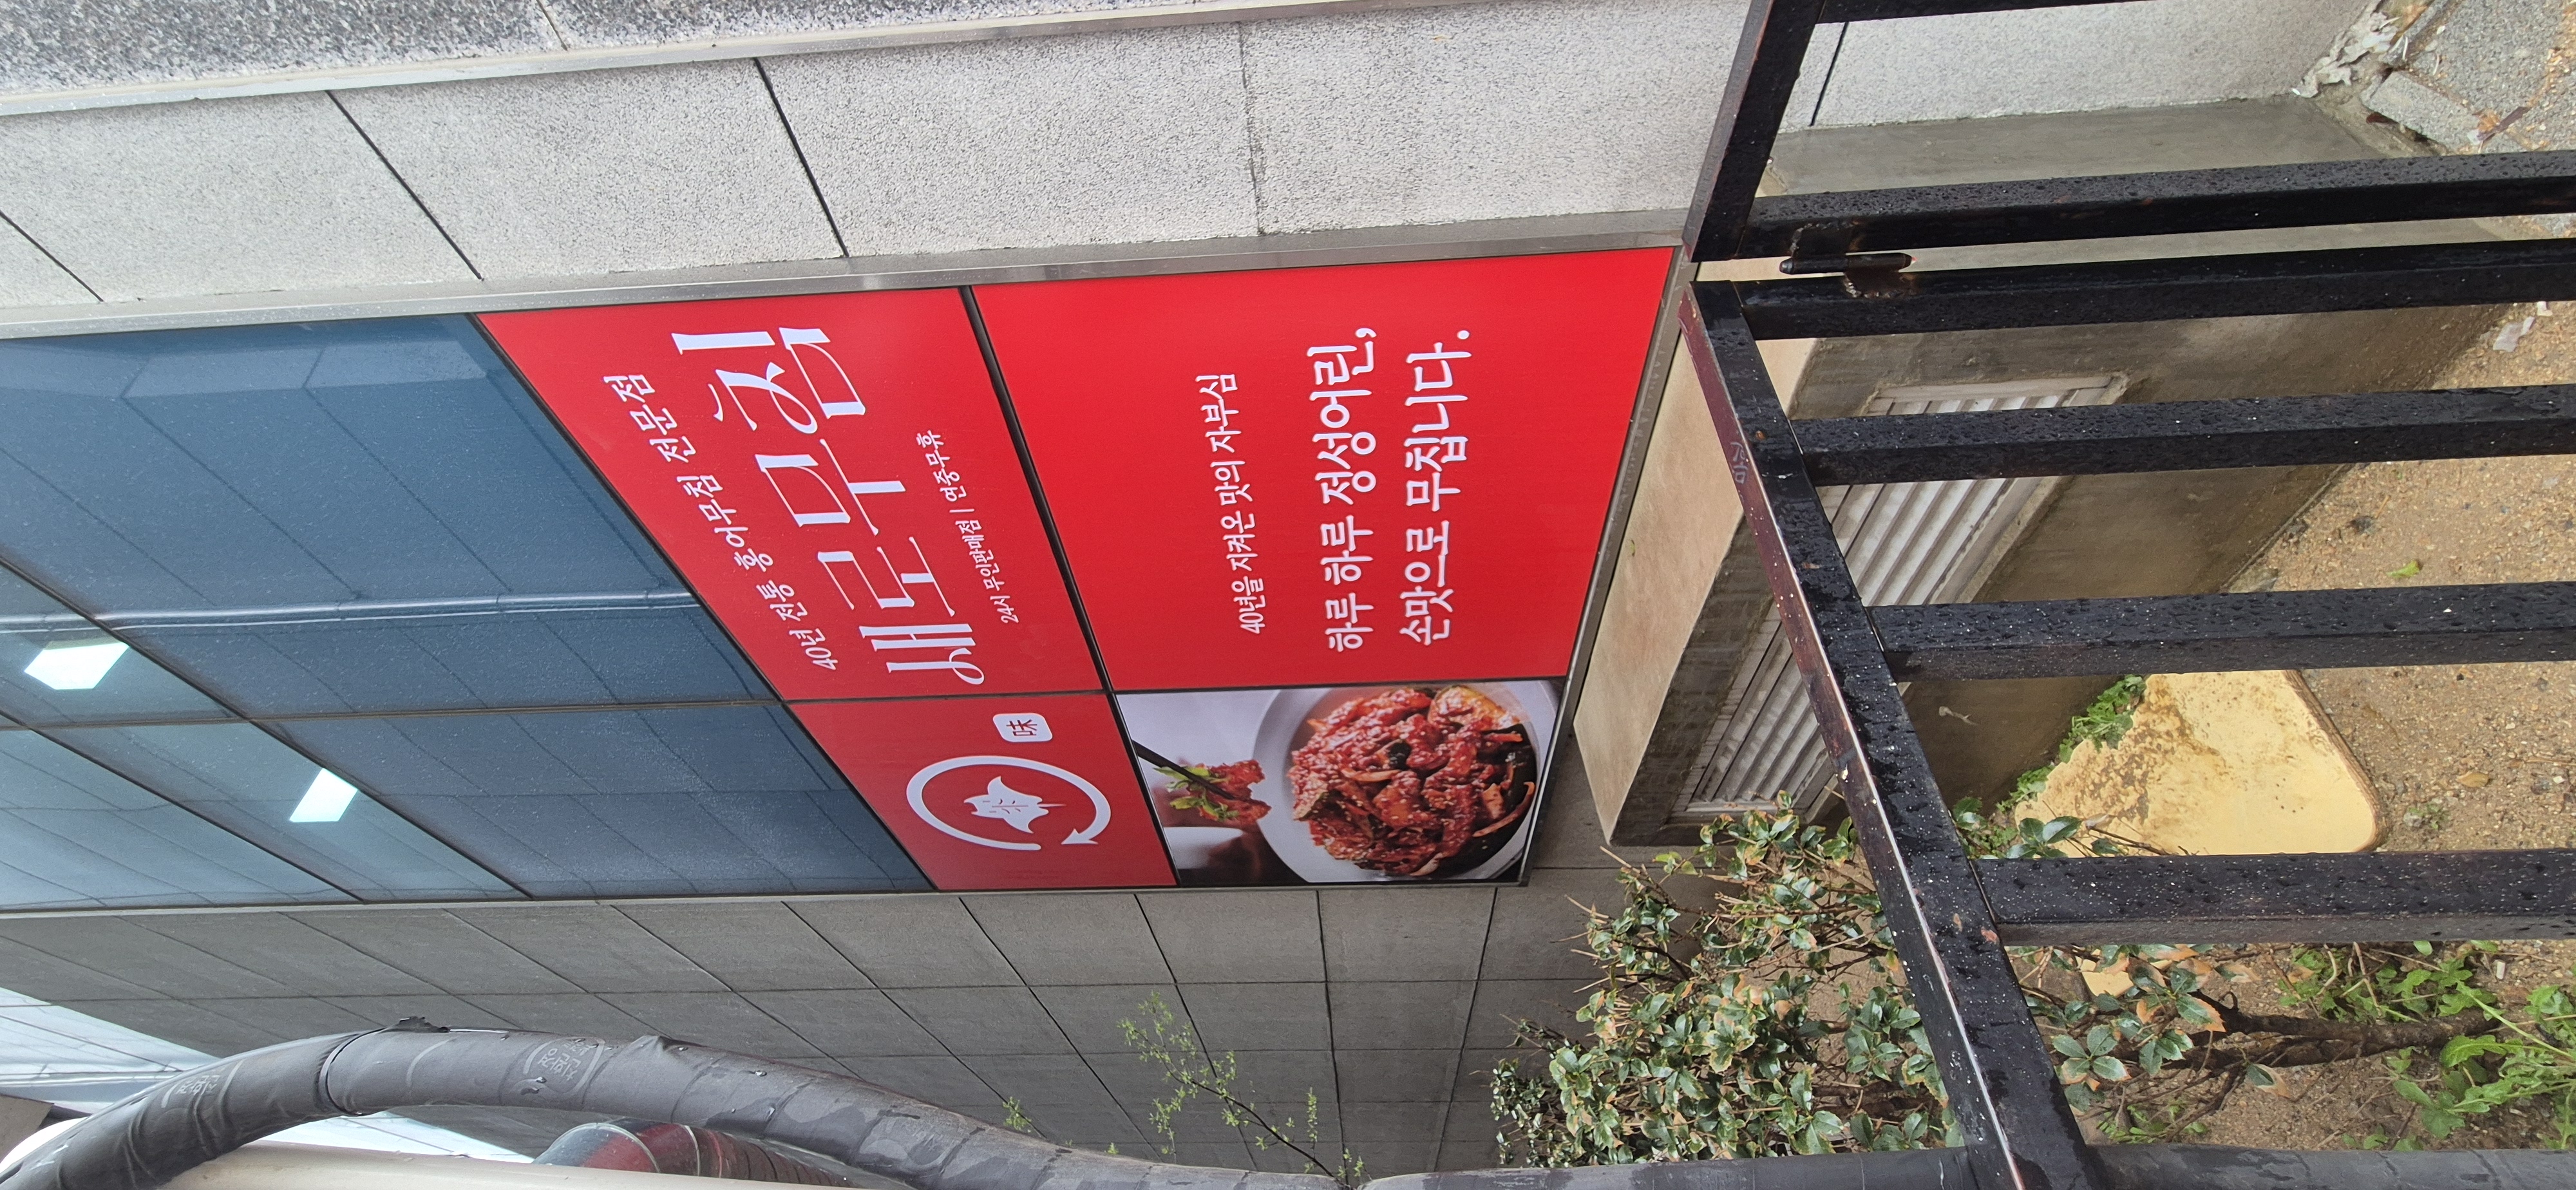 味
40년 전통 홍어무침 전문점
새로무침
24시 무인판매점 | 연중무휴
40년을 지켜온 맛의 자부심
하루 하루 정성어린,
손맛으로 무칩니다.